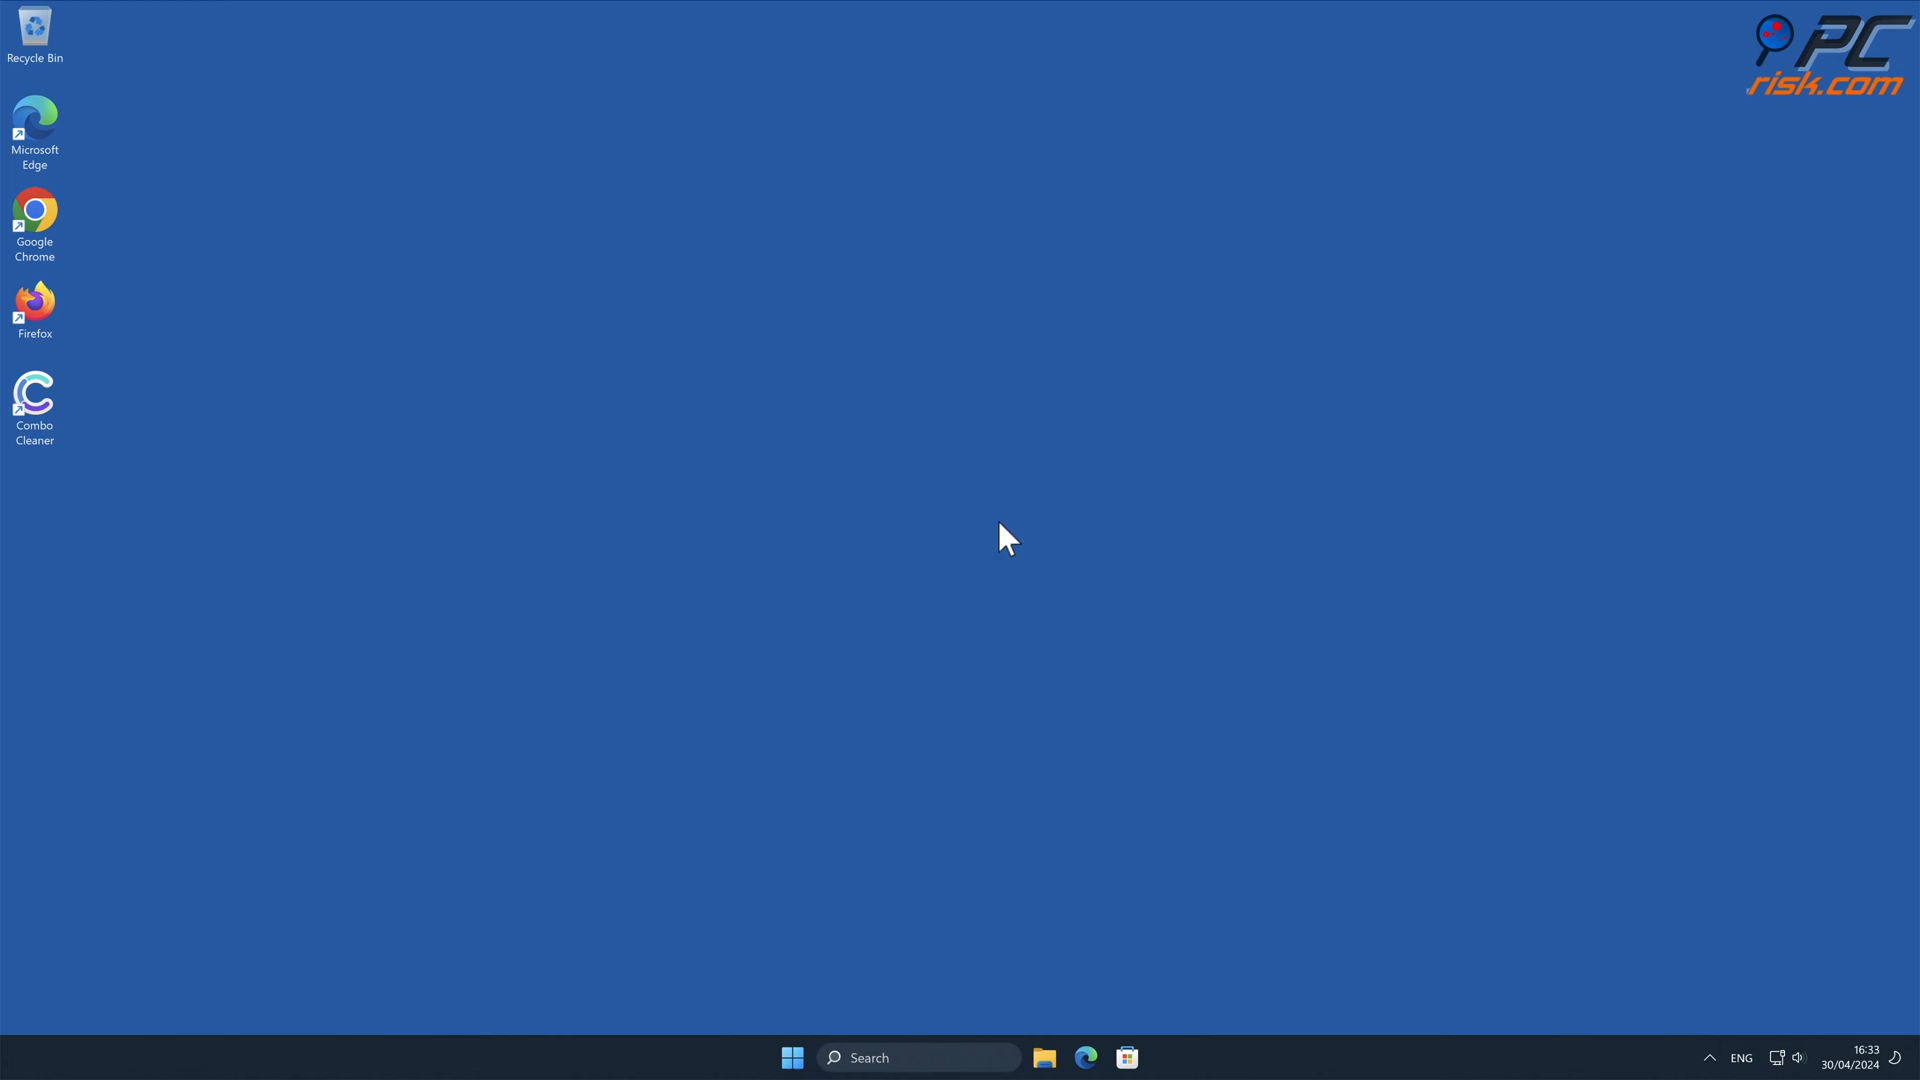 Recycle Bin
PC
risk.com
Microsoft
Edge
Google
Chrome
Firefox
Combo
Cleaner
Search
ENG
16:33
30/04/2024